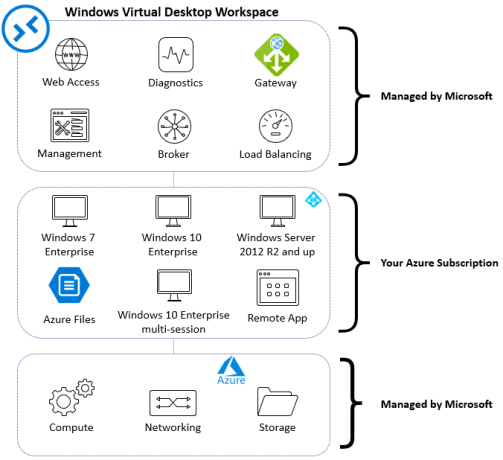 Windows Virtual Desktop Workspace
WWW
Web Access
Diagnostics
Gateway
Managed by Microsoft
Management
Broker
Load Balancing
Windows 7
Enterprise
Windows 10
Enterprise
Windows Server
2012 R2 and up
Your Azure Subscription
Azure Files
Windows 10 Enterprise
multi-session
Remote App
Azure
Compute
Networking
Storage
Managed by Microsoft